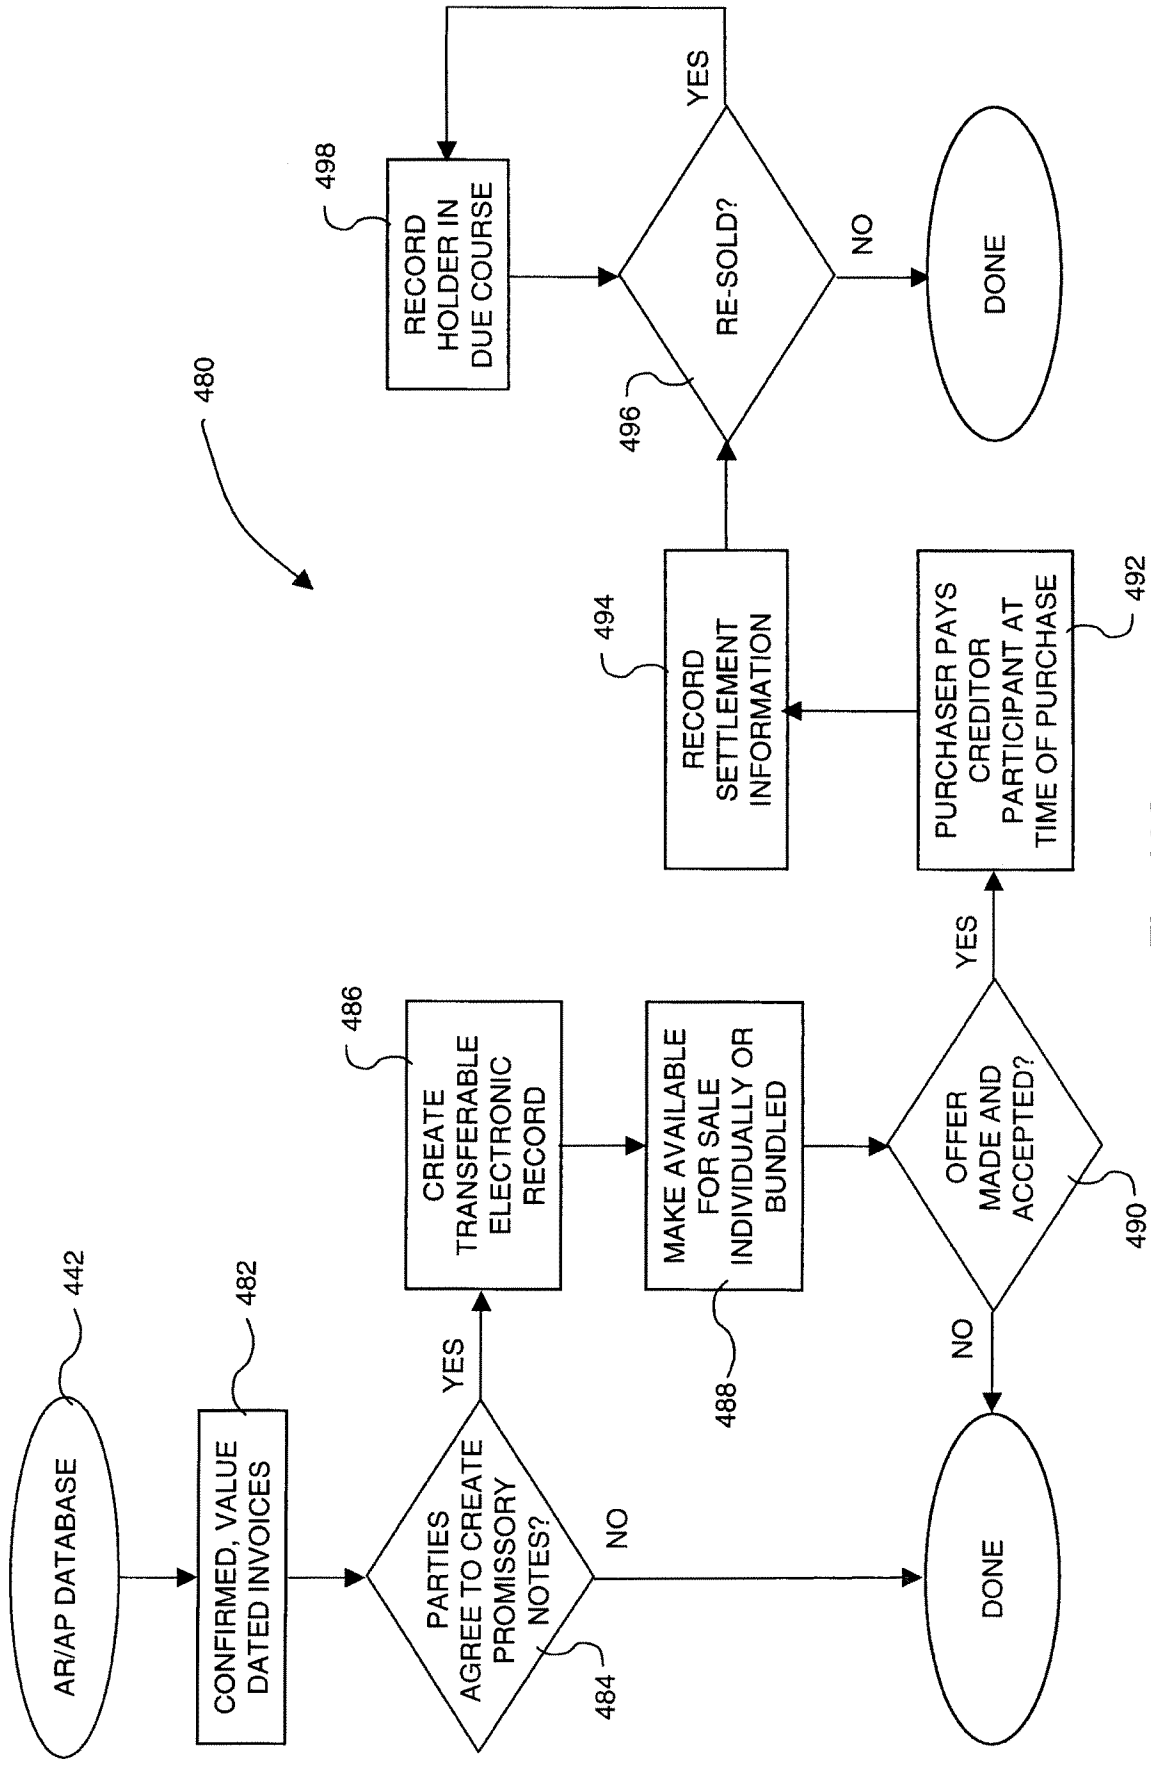 AR/AP DATABASE
442
CONFIRMED, VALUE
DATED INVOICES
482
PARTIES
AGREE TO CREATE
PROMISSORY
NOTES?
484
YES
NO
CREATE
TRANSFERABLE
ELECTRONIC
RECORD
486
MAKE AVAILABLE
FOR SALE
INDIVIDUALLY OR
BUNDLED
488
OFFER
MADE AND
ACCEPTED?
490
NO
YES
DONE
PURCHASER PAYS
CREDITOR
PARTICIPANT AT
TIME OF PURCHASE
492
RECORD
SETTLEMENT
INFORMATION
494
480
RE-SOLD?
496
YES
NO
RECORD
HOLDER IN
DUE COURSE
498
DONE